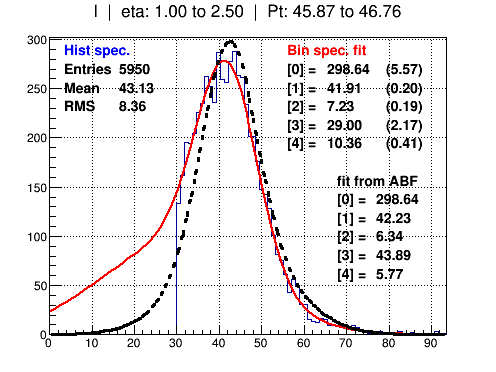 I | eta: 1.00 to 2.50 | Pt: 45.87 to 46.76
Hist spec.
Entries 5950
Mean 43.13
RMS 8.36
Bin spec. fit
[0] = 298.64 (5.57)
[1] = 41.91 (0.20)
[2] = 7.23 (0.19)
[3] = 29.00 (2.17)
[4] = 10.36 (0.41)
fit from ABF
[0] = 298.64
[1] = 42.23
[2] = 6.34
[3] = 43.89
[4] = 5.77
300
250
200
150
100
50
0
0 10 20 30 40 50 60 70 80 90